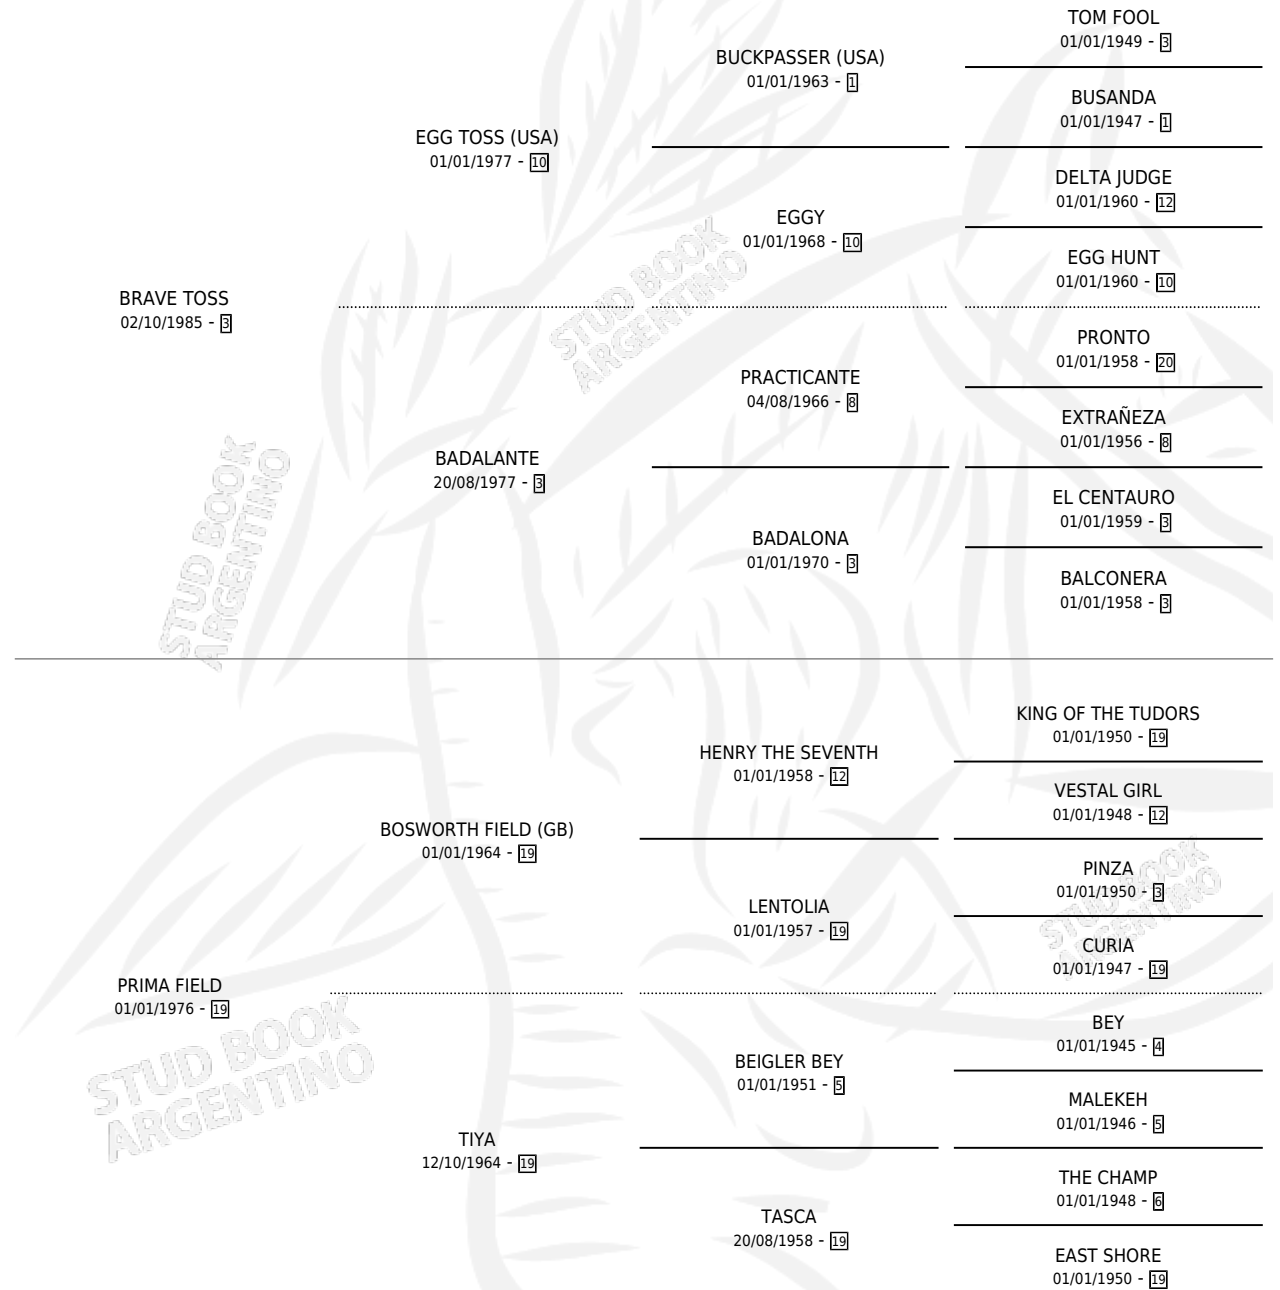 TOM FOOL
01/01/1949 - 3
BUCKPASSER (USA)
01/01/1963 - 1
BUSANDA
01/01/1947 - 1
EGG TOSS (USA)
01/01/1977 - 10
DELTA JUDGE
01/01/1960 - 12
EGGY
01/01/1968 - 10
EGG HUNT
01/01/1960 - 10
BRAVE TOSS
02/10/1985 - 3
PRONTO
01/01/1958 - 20
PRACTICANTE
04/08/1966 - 8
EXTRAÑEZA
01/01/1956 - 8
BADALANTE
20/08/1977 - 3
EL CENTAURO
01/01/1959 - 3
BADALONA
01/01/1970 - 3
BALCONERA
01/01/1958 - 3
STUD BOOK
ARGENTINO
STUD BOOK
ARGENTINO
KING OF THE TUDORS
01/01/1950 - 19
HENRY THE SEVENTH
01/01/1958 - 12
VESTAL GIRL
01/01/1948 - 12
BOSWORTH FIELD (GB)
01/01/1964 - 19
PINZA
01/01/1950 - 3
LENTOLIA
01/01/1957 - 19
CURIA
01/01/1947 - 19
STUD BOOK
ARGENTINO
PRIMA FIELD
01/01/1976 - 19
BEY
01/01/1945 - 4
BEIGLER BEY
01/01/1951 - 5
MALEKEH
01/01/1946 - 5
TIYA
12/10/1964 - 19
THE CHAMP
01/01/1948 - 6
TASCA
20/08/1958 - 19
EAST SHORE
01/01/1950 - 19
STUD BOOK
ARGENTINO